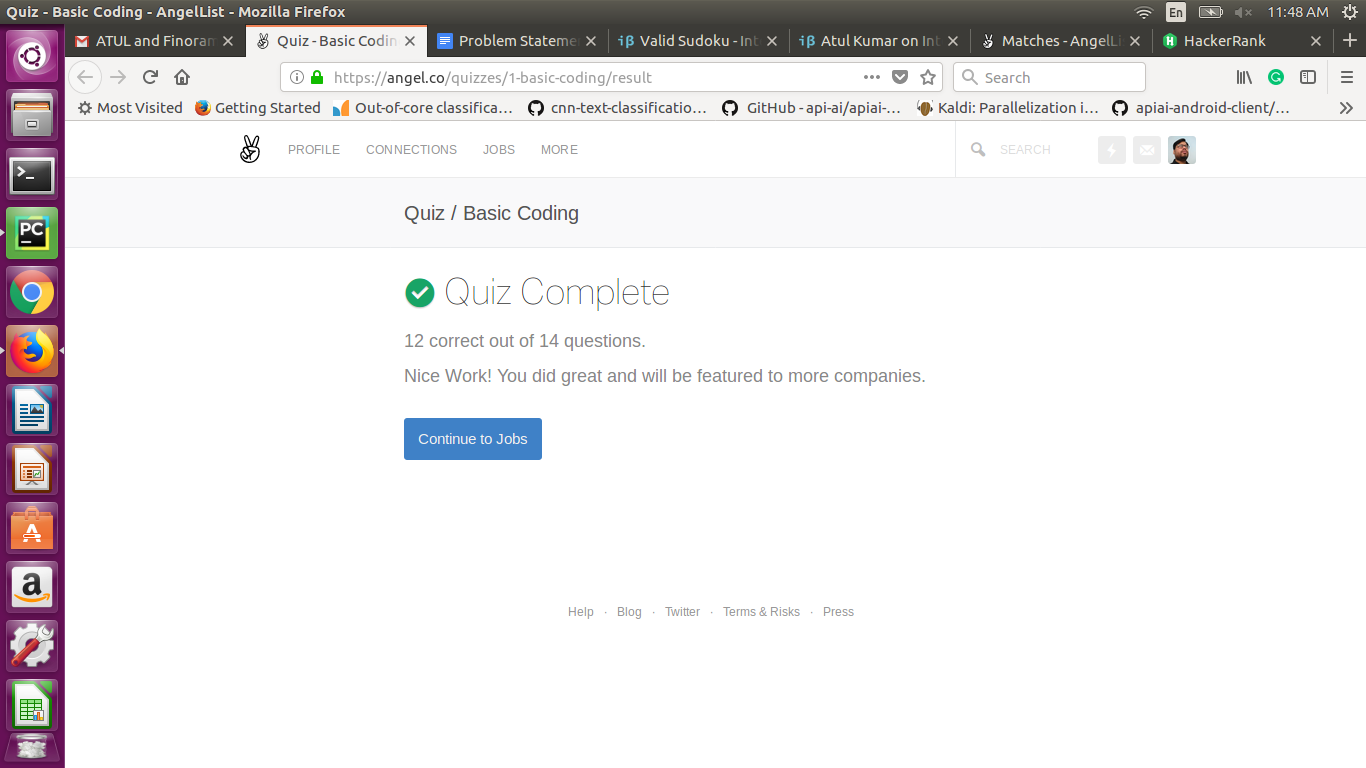 Quiz - Basic Coding - AngelList - Mozilla Firefox
En
11:48 AM
ATUL and Finoram
Quiz - Basic Codin
Problem Stateme
Valid Sudoku - Int
Atul Kumar on Int
Matches - AngelLi
HackerRank
https://angel.co/quizzes/1-basic-coding/result
Search
Most Visited
Getting Started
Out-of-core classifica...
cnn-text-classificatio...
GitHub - api-ai/apiai-...
Kaldi: Parallelization i...
apiai-android-client/...
PROFILE
CONNECTIONS
JOBS
MORE
SEARCH
Quiz / Basic Coding
Quiz Complete
12 correct out of 14 questions.
Nice Work! You did great and will be featured to more companies.
Continue to Jobs
Help · Blog · Twitter · Terms & Risks · Press
PC